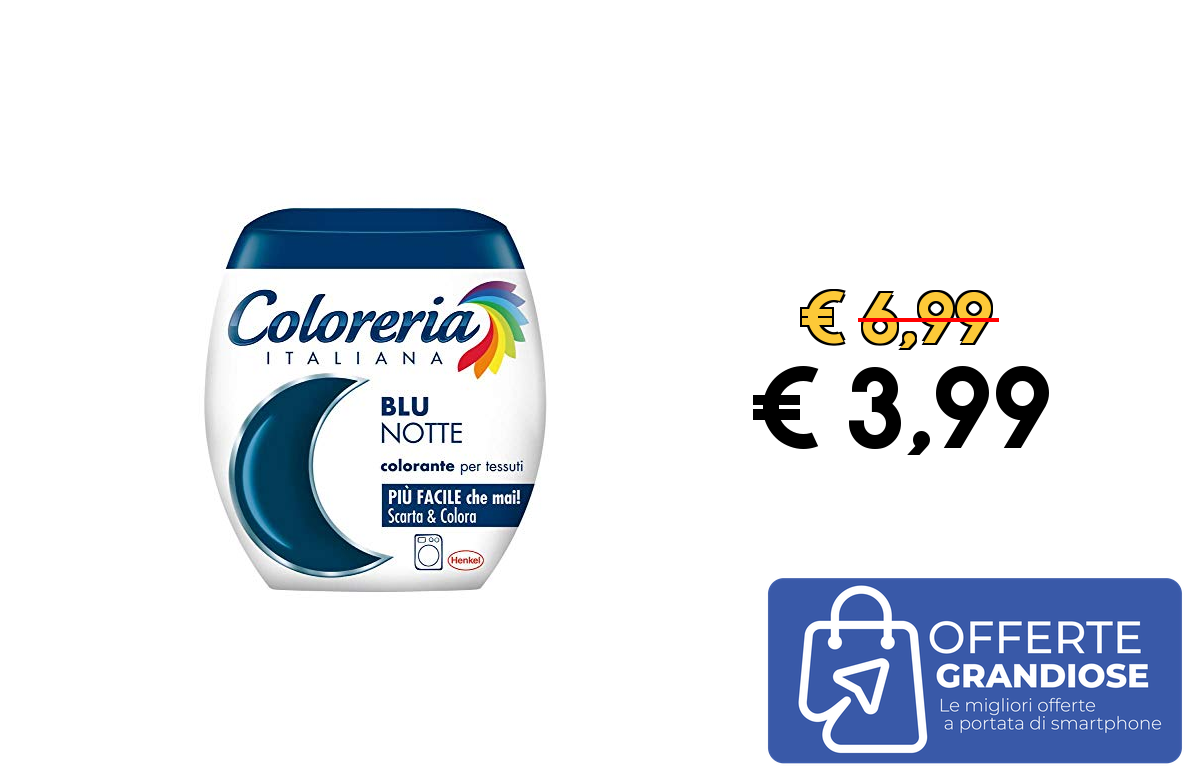 Coloreria
ITALIANA
BLU
NOTTE
colorante per tessuti
PIÙ FACILE che mai!
Scarta & Colora
Henkel
€ 6,99
€ 3,99
OFFERTE
GRANDIOSE
Le migliori offerte
a portata di smartphone